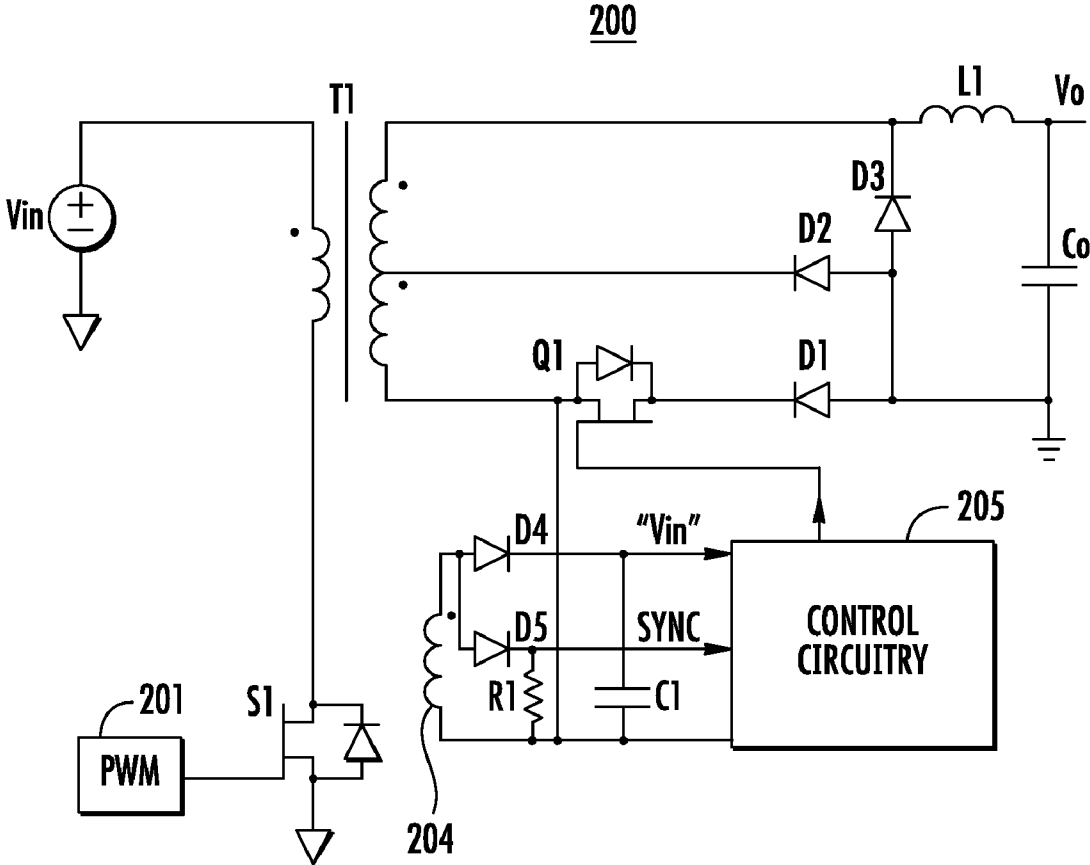 200
T1
L1
Vo
Vin
+
−
D3
D2
Co
Q1
D1
D4
"Vin"
205
D5
SYNC
CONTROL
CIRCUITRY
R1
C1
201
S1
PWM
204